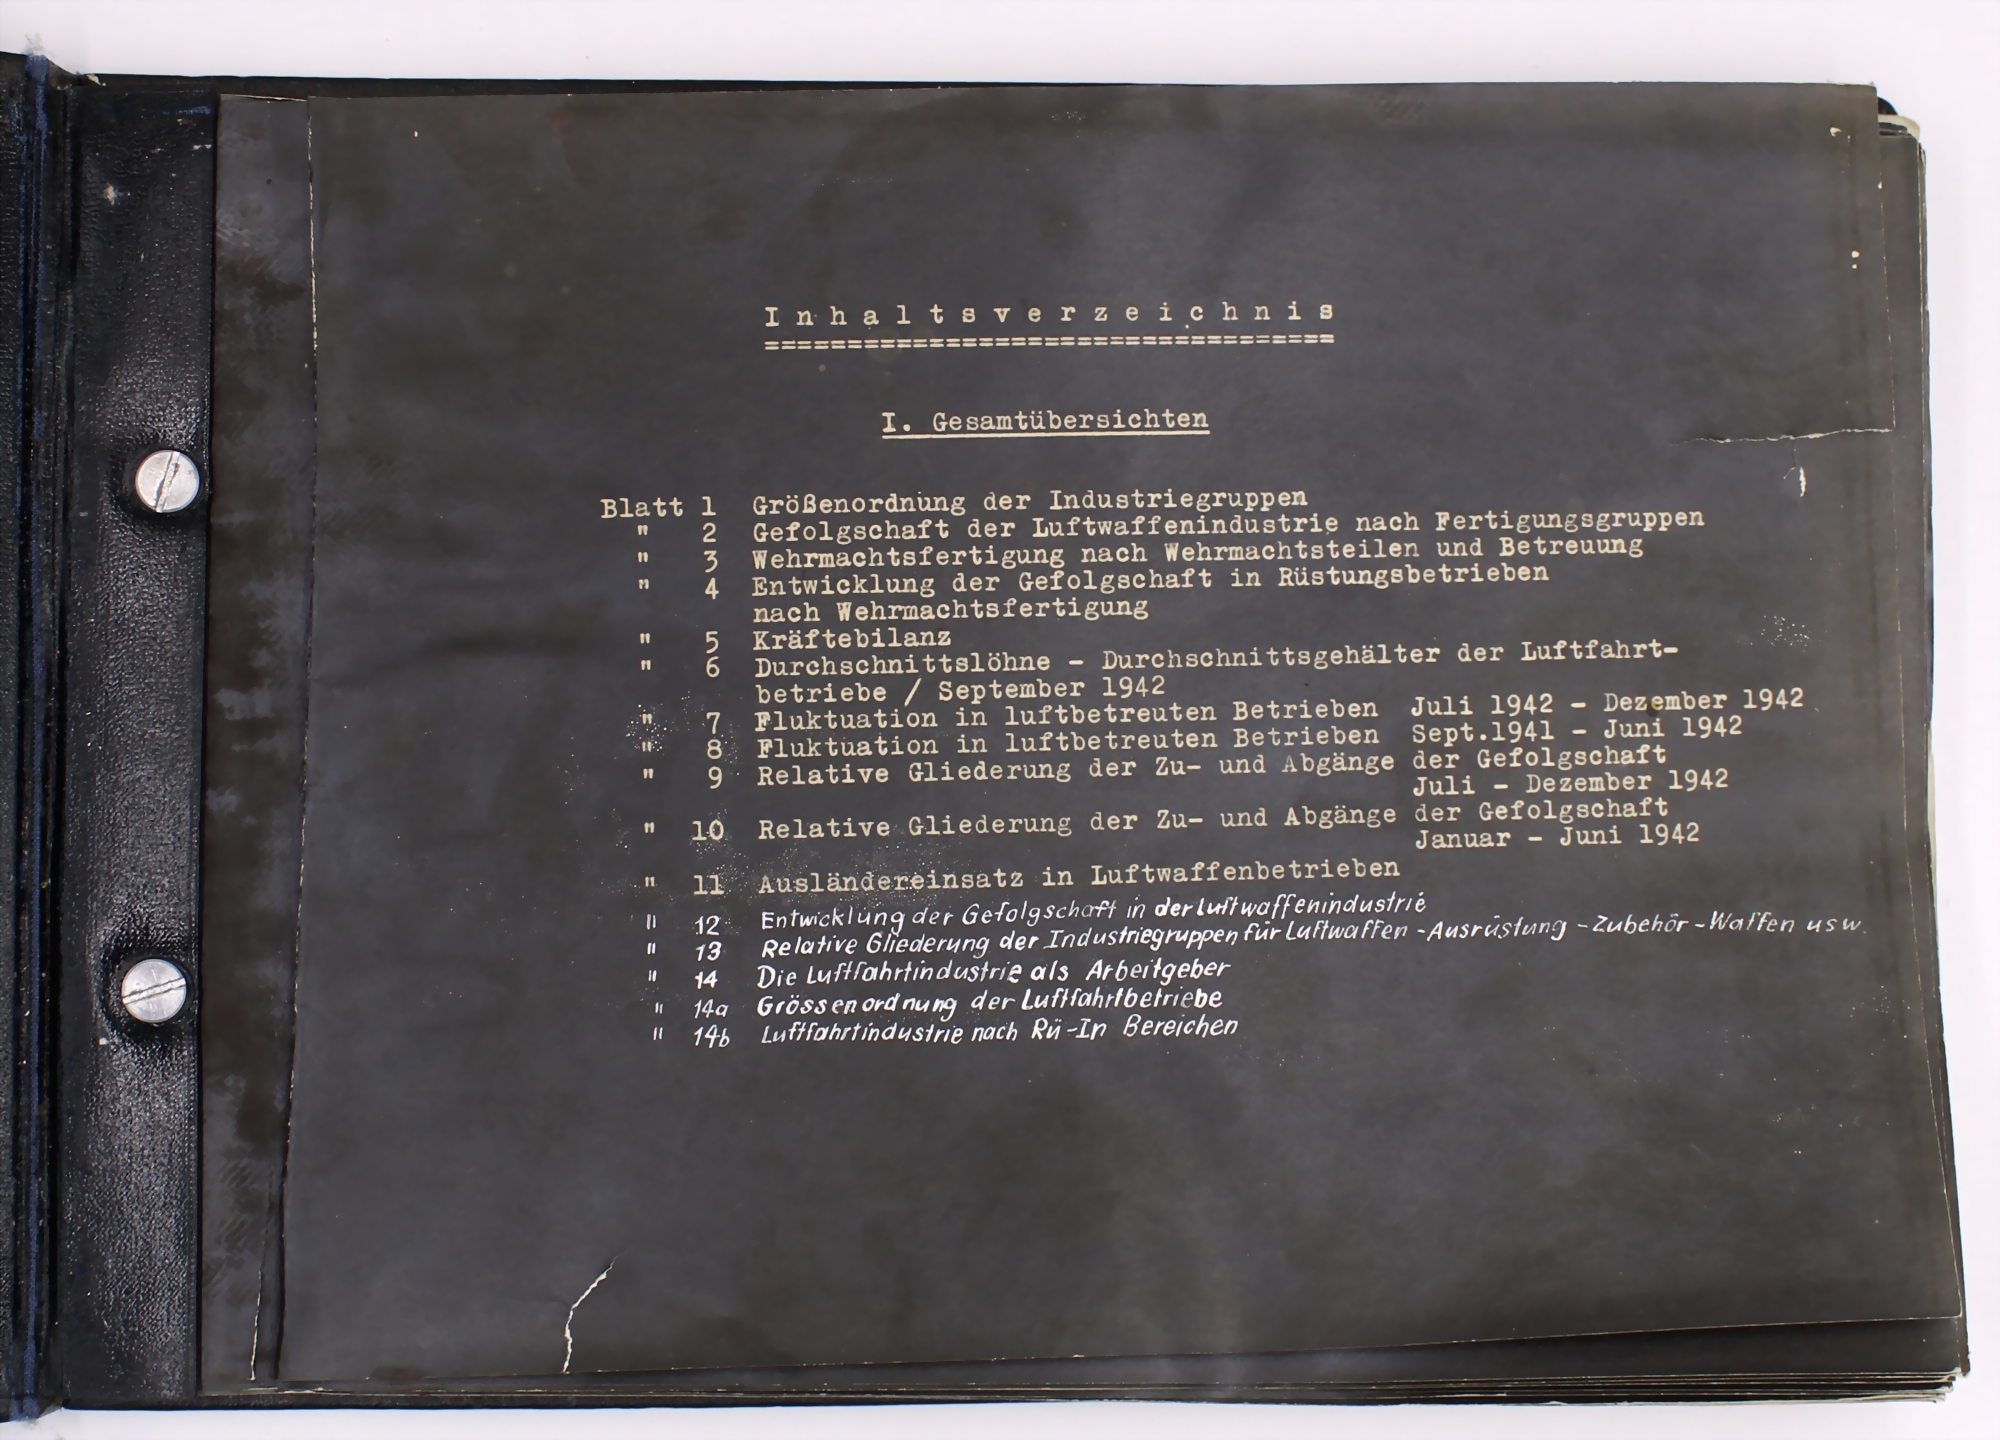 Inhaltsverzeichnis
==================================
I. Gesamtübersichten
Blatt 1 Größenordnung der Industriegruppen
" 2 Gefolgschaft der Luftwaffenindustrie nach Fertigungsgruppen
" 3 Wehrmachtsfertigung nach Wehrmachtsteilen und Betreuung
" 4 Entwicklung der Gefolgschaft in Rüstungsbetrieben
nach Wehrmachtsfertigung
" 5 Kräftebilanz
" 6 Durchschnittslöhne - Durchschnittsgehälter der Luftfahrt-
betriebe / September 1942
" 7 Fluktuation in luftbetreuten Betrieben Juli 1942 - Dezember 1942
" 8 Fluktuation in luftbetreuten Betrieben Sept.1941 - Juni 1942
" 9 Relative Gliederung der Zu- und Abgänge der Gefolgschaft
Juli - Dezember 1942
" 10 Relative Gliederung der Zu- und Abgänge der Gefolgschaft
Januar - Juni 1942
" 11 Ausländereinsatz in Luftwaffenbetrieben
" 12 Entwicklung der Gefolgschaft in der Luftwaffenindustrie
" 13 Relative Gliederung der Industriegruppen für Luftwaffen - Ausrüstung - Zubehör - Waffen usw.
" 14 Die Luftfahrtindustrie als Arbeitgeber
" 14a Grössenordnung der Luftfahrtbetriebe
" 14b Luftfahrtindustrie nach Rü-In Bereichen